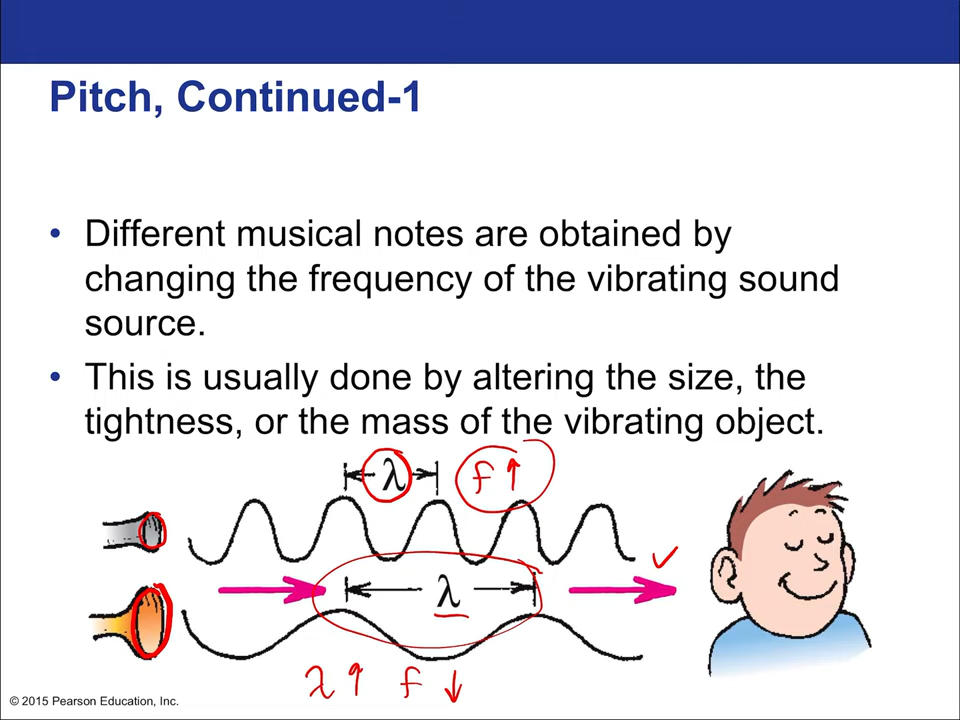 Pitch, Continued-1
• Different musical notes are obtained by
changing the frequency of the vibrating sound
source.
• This is usually done by altering the size, the
tightness, or the mass of the vibrating object.
λ f ↑
λ
λ ↑ f ↓
© 2015 Pearson Education, Inc.